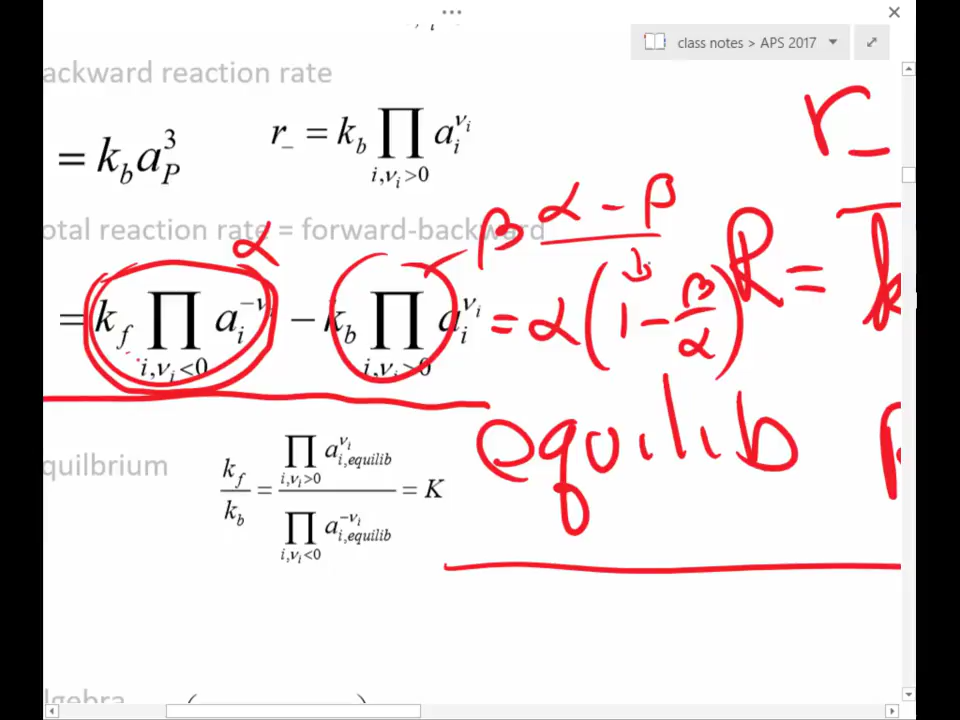 class notes > APS 2017
ackward reaction rate
= k_b a_P^3
r_- = k_b ∏_{i,ν_i>0} a_i^{ν_i}
r_-
otal reaction rate = forward-backward
α
β
α - β
= k_f ∏_{i,ν_i<0} a_i^{-ν_i} - k_b ∏_{i,ν_i>0} a_i^{ν_i} = α(1 - β/α) R =
k
equilib
quilbrium
k_f / k_b = ∏_{i,ν_i>0} a_{i,equilib}^{ν_i} / ∏_{i,ν_i<0} a_{i,equilib}^{-ν_i} = K
lgebra